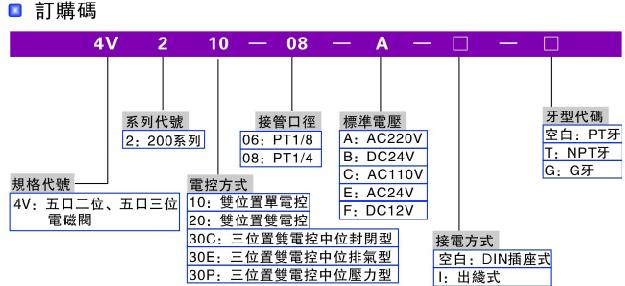 訂購碼
4V 2 10 — 08 — A — □ — □
系列代號
2: 200系列
接管口徑
06: PT1/8
08: PT1/4
標準電壓
A: AC220V
B: DC24V
C: AC110V
E: AC24V
F: DC12V
牙型代碼
空白: PT牙
T: NPT牙
G: G牙
規格代號
4V: 五口二位、五口三位
電磁閥
電控方式
10: 雙位置單電控
20: 雙位置雙電控
30C: 三位置雙電控中位封閉型
30E: 三位置雙電控中位排氣型
30P: 三位置雙電控中位壓力型
接電方式
空白: DIN插座式
I: 出綫式